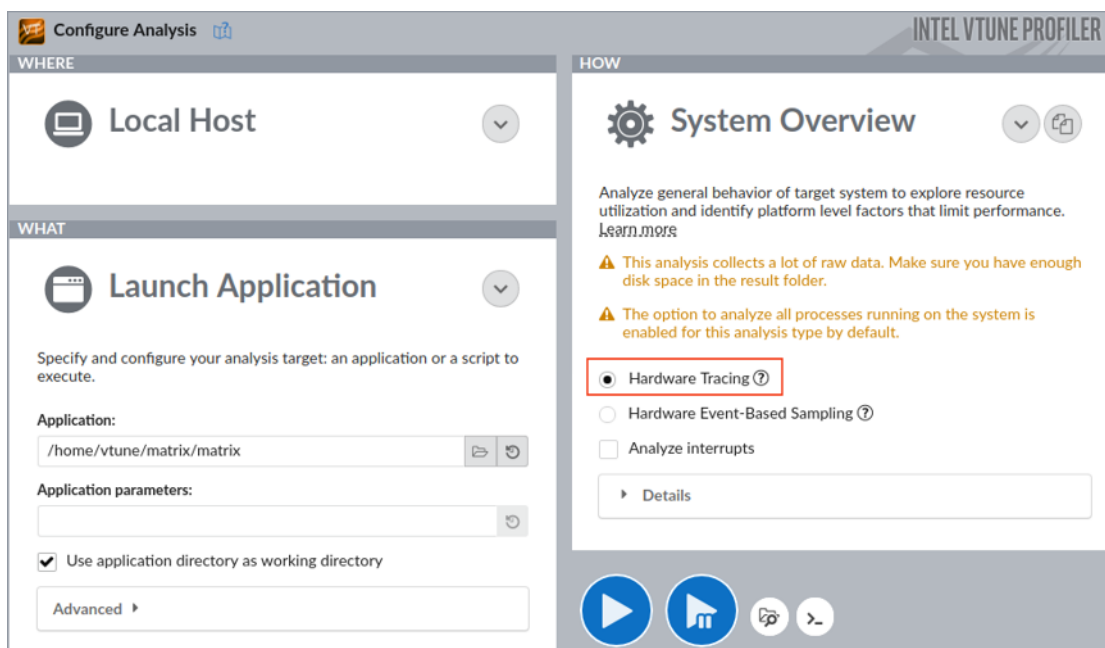 Configure Analysis
INTEL VTUNE PROFILER
WHERE
Local Host
WHAT
Launch Application
Specify and configure your analysis target: an application or a script to
execute.
Application:
/home/vtune/matrix/matrix
Application parameters:
Use application directory as working directory
Advanced
HOW
System Overview
Analyze general behavior of target system to explore resource
utilization and identify platform level factors that limit performance.
Learn more
This analysis collects a lot of raw data. Make sure you have enough
disk space in the result folder.
The option to analyze all processes running on the system is
enabled for this analysis type by default.
Hardware Tracing
Hardware Event-Based Sampling
Analyze interrupts
Details